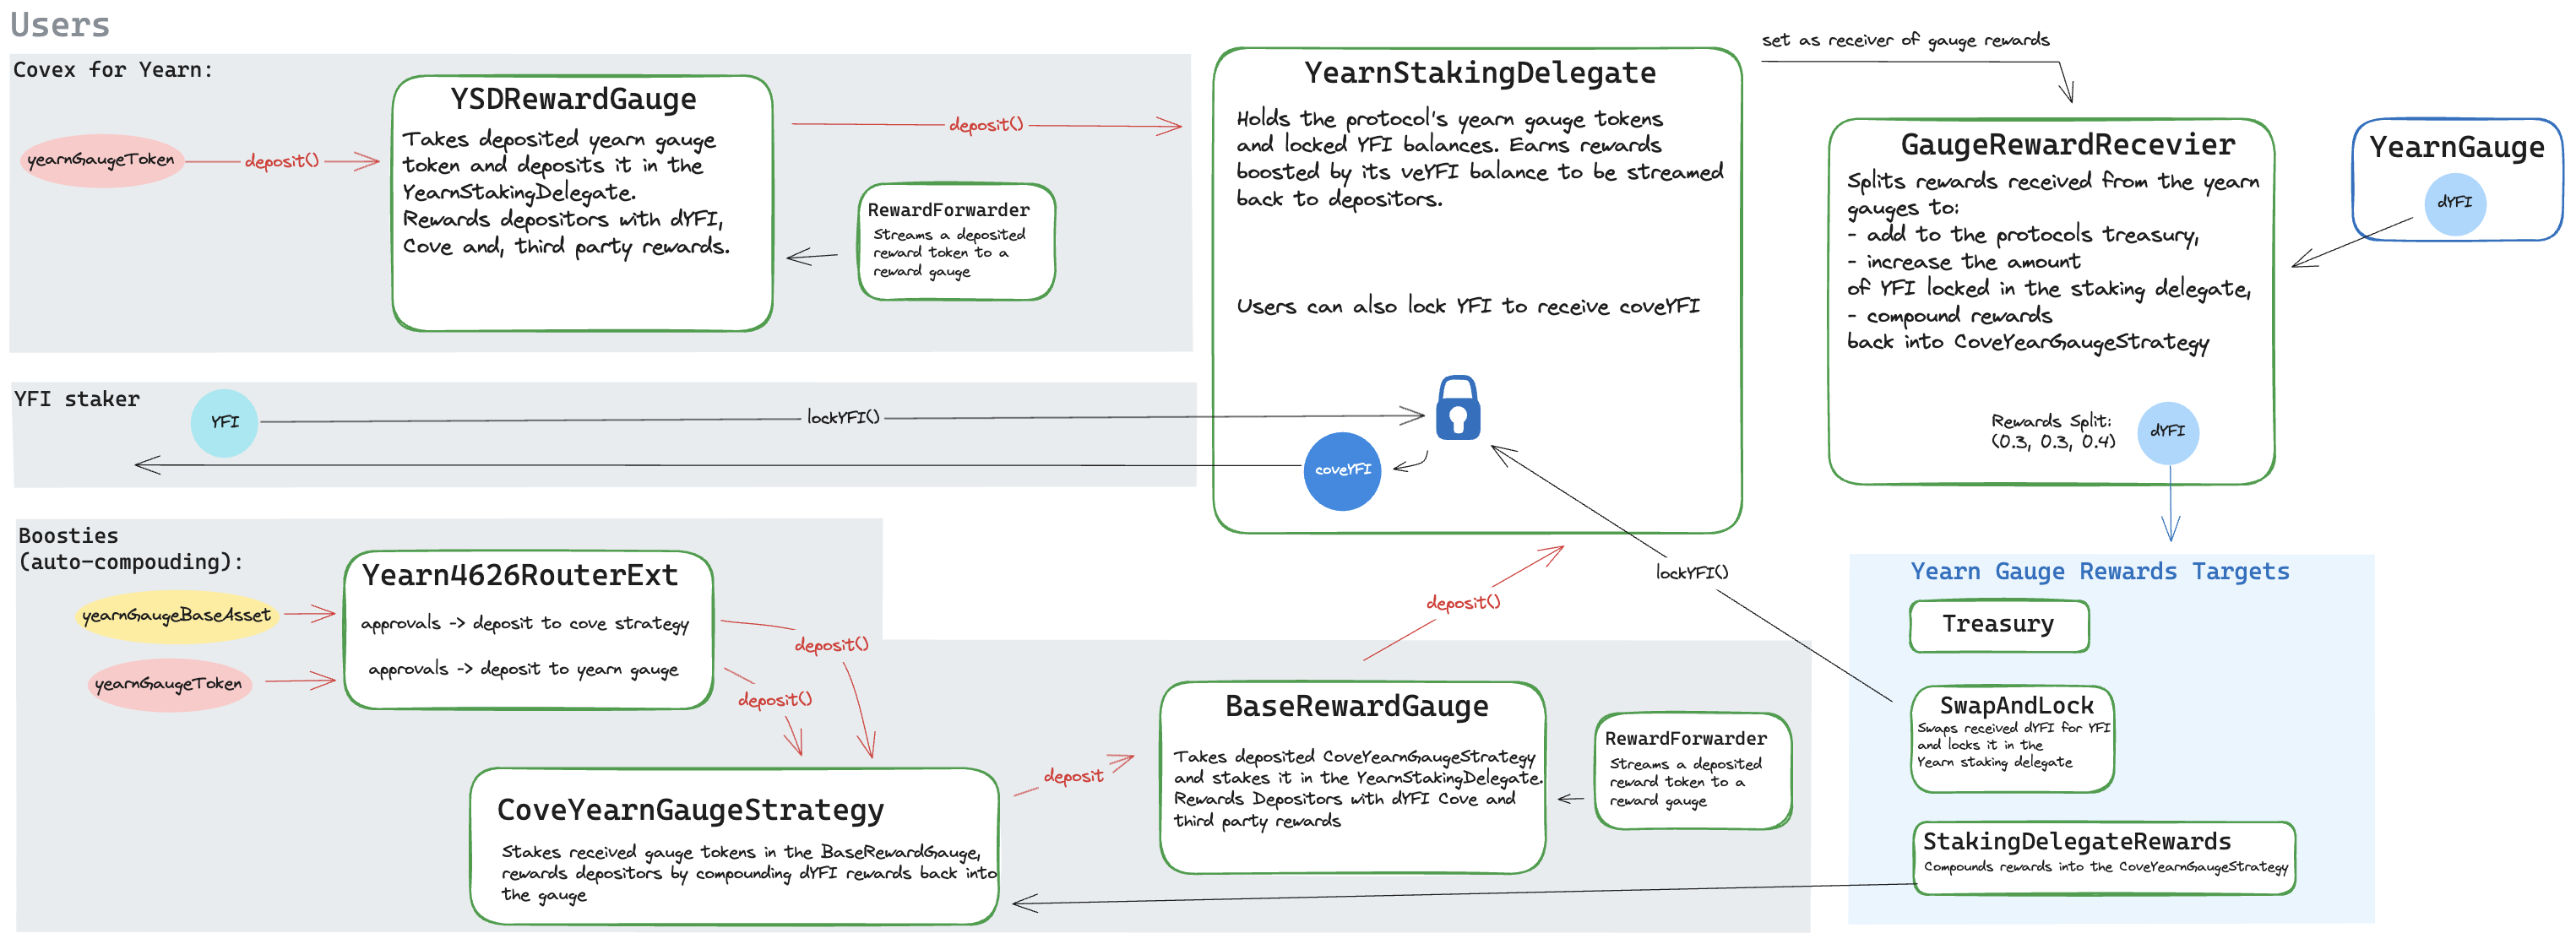 Users
Covex for Yearn:
yearnGaugeToken
deposit()
YSDRewardGauge
Takes deposited yearn gauge
token and deposits it in the
YearnStakingDelegate.
Rewards depositors with dYFI,
Cove and, third party rewards.
deposit()
RewardForwarder
Streams a deposited
reward token to a
reward gauge
YearnStakingDelegate
Holds the protocol's yearn gauge tokens
and locked YFI balances. Earns rewards
boosted by its veYFI balance to be streamed
back to depositors.
Users can also lock YFI to receive coveYFI
set as receiver of gauge rewards
GaugeRewardRecevier
Splits rewards received from the yearn
gauges to:
- add to the protocols treasury,
- increase the amount
of YFI locked in the staking delegate,
- compound rewards
back into CoveYearGaugeStrategy
Rewards Split:
(0.3, 0.3, 0.4)
dYFI
YearnGauge
dYFI
YFI staker
YFI
lockYFI()
coveYFI
Boosties
(auto-compouding):
yearnGaugeBaseAsset
yearnGaugeToken
Yearn4626RouterExt
approvals -> deposit to cove strategy
approvals -> deposit to yearn gauge
deposit()
deposit()
CoveYearnGaugeStrategy
Stakes received gauge tokens in the BaseRewardGauge,
rewards depositors by compounding dYFI rewards back into
the gauge
deposit
BaseRewardGauge
Takes deposited CoveYearnGaugeStrategy
and stakes it in the YearnStakingDelegate.
Rewards Depositors with dYFI Cove and
third party rewards
deposit()
lockYFI()
RewardForwarder
Streams a deposited
reward token to a
reward gauge
Yearn Gauge Rewards Targets
Treasury
SwapAndLock
Swaps received dYFI for YFI
and locks it in the
Yearn staking delegate
StakingDelegateRewards
Compounds rewards into the CoveYearnGaugeStrategy